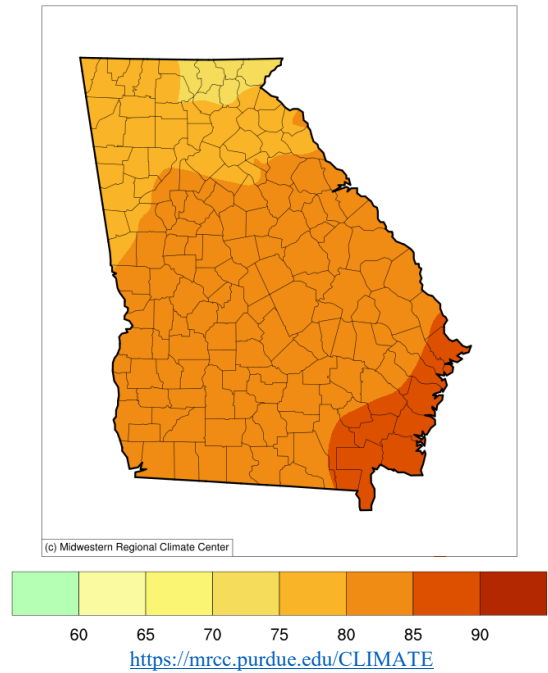 (c) Midwestern Regional Climate Center
60 65 70 75 80 85 90
https://mrcc.purdue.edu/CLIMATE